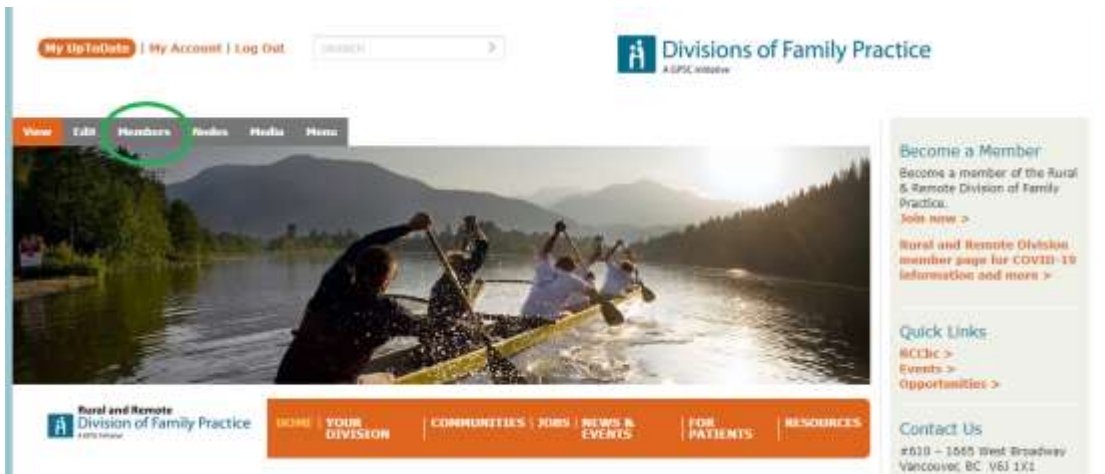 My UpToDate | My Account | Log Out
SEARCH
Divisions of Family Practice
A GPSC initiative
View Edit Members Nodes Media Menu
Become a Member
Become a member of the Rural
& Remote Division of Family
Practice.
Join now >
Rural and Remote Division
member page for COVID-19
information and more >
Quick Links
RCCbc >
Events >
Opportunities >
Rural and Remote
Division of Family Practice
A GPSC initiative
HOME | YOUR DIVISION | COMMUNITIES | JOBS | NEWS & EVENTS | FOR PATIENTS | RESOURCES
Contact Us
#610 – 1665 West Broadway
Vancouver, BC V6J 1X1